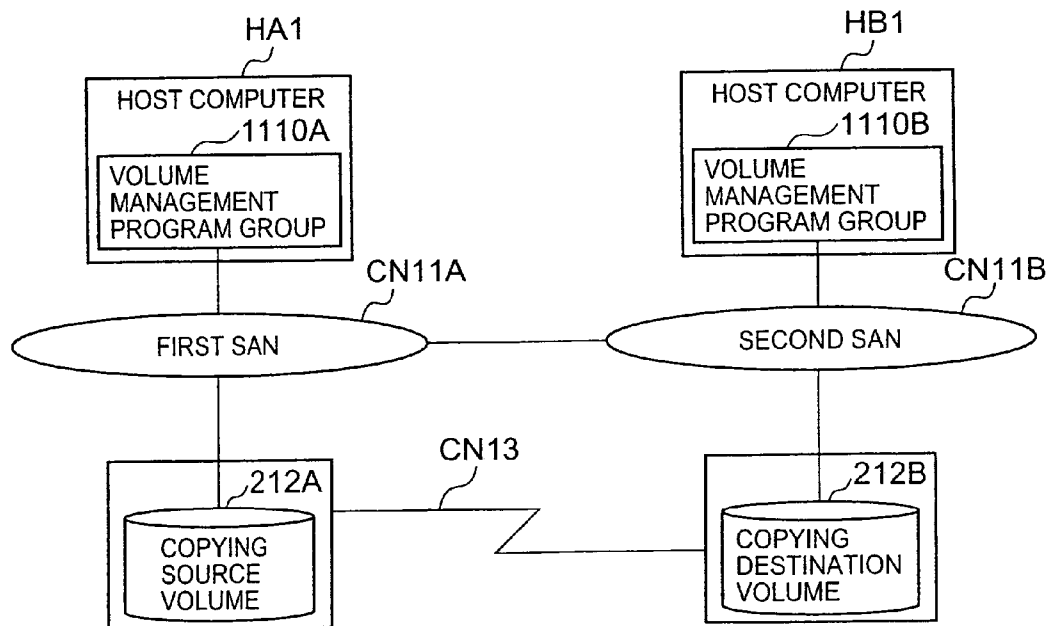 HA1
HB1
HOST COMPUTER
HOST COMPUTER
1110A
1110B
VOLUME
MANAGEMENT
PROGRAM GROUP
VOLUME
MANAGEMENT
PROGRAM GROUP
CN11A
CN11B
FIRST SAN
SECOND SAN
CN13
212A
212B
COPYING
SOURCE
VOLUME
COPYING
DESTINATION
VOLUME